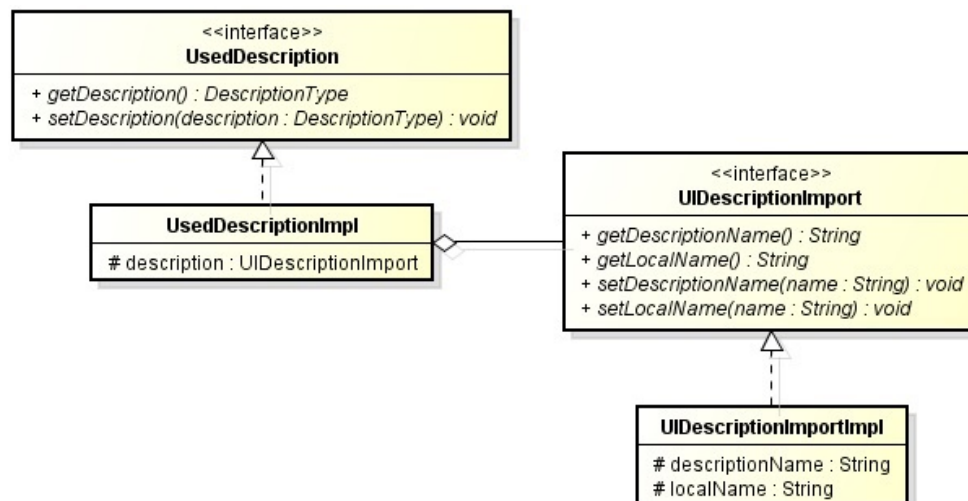 <<interface>>
UsedDescription
+ getDescription() : DescriptionType
+ setDescription(description : DescriptionType) : void
<<interface>>
UIDescriptionImport
+ getDescriptionName() : String
+ getLocalName() : String
+ setDescriptionName(name : String) : void
+ setLocalName(name : String) : void
UsedDescriptionImpl
# description : UIDescriptionImport
UIDescriptionImportImpl
# descriptionName : String
# localName : String